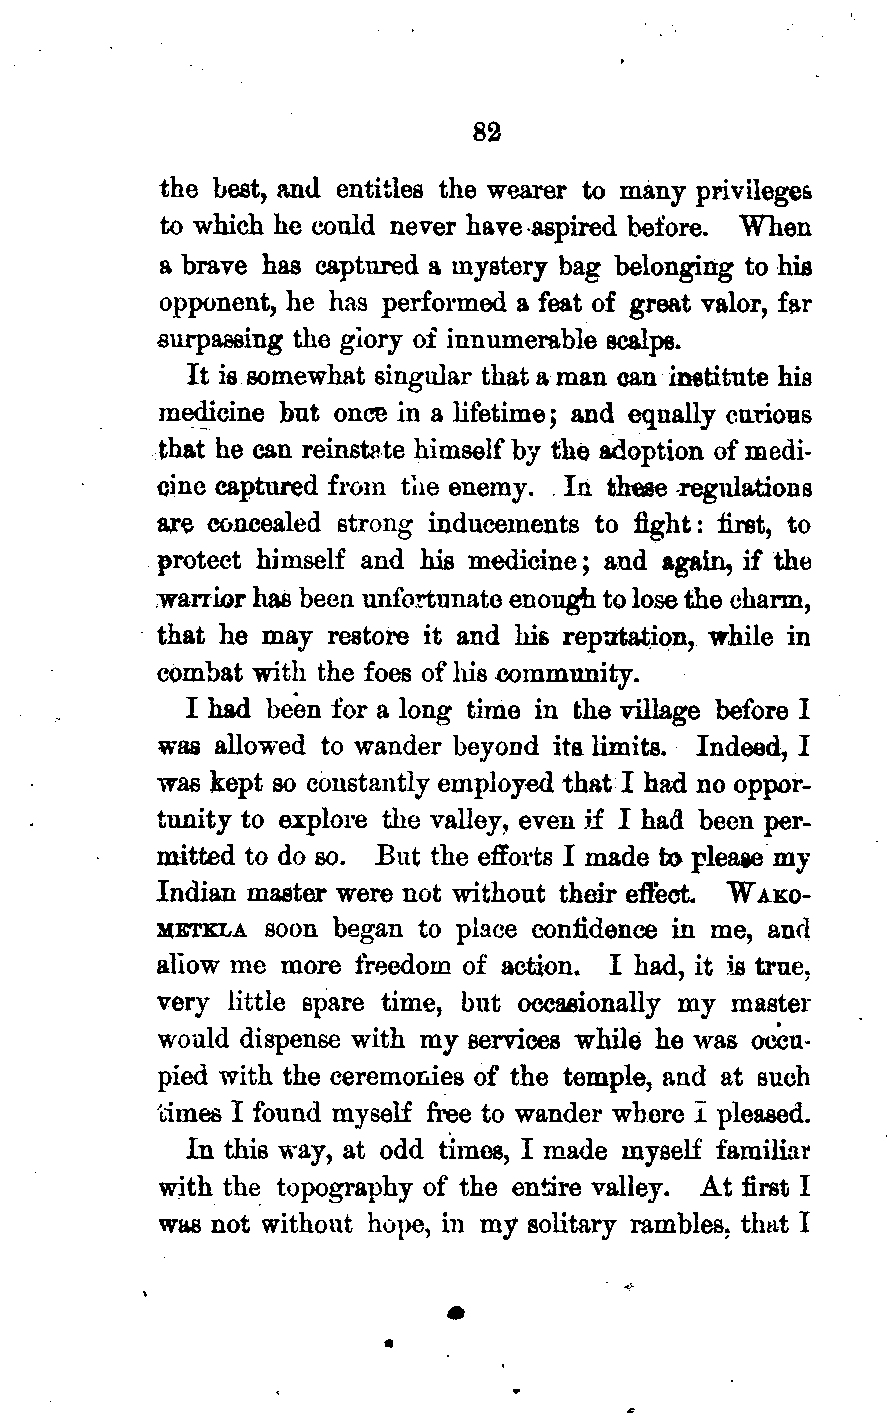 82
the best, and entitles the wearer to many privileges
to which he could never have aspired before. When
a brave has captured a mystery bag belonging to his
opponent, he has performed a feat of great valor, far
surpassing the glory of innumerable scalps.
It is somewhat singular that a man can institute his
medicine but once in a lifetime; and equally curious
that he can reinstate himself by the adoption of medi-
cine captured from the enemy. In these regulations
are concealed strong inducements to fight: first, to
protect himself and his medicine; and again, if the
warrior has been unfortunate enough to lose the charm,
that he may restore it and his reputation, while in
combat with the foes of his community.
I had been for a long time in the village before I
was allowed to wander beyond its limits. Indeed, I
was kept so constantly employed that I had no oppor-
tunity to explore the valley, even if I had been per-
mitted to do so. But the efforts I made to please my
Indian master were not without their effect. WAKO-
METKLA soon began to place confidence in me, and
allow me more freedom of action. I had, it is true,
very little spare time, but occasionally my master
would dispense with my services while he was occu-
pied with the ceremonies of the temple, and at such
times I found myself free to wander where I pleased.
In this way, at odd times, I made myself familiar
with the topography of the entire valley. At first I
was not without hope, in my solitary rambles, that I